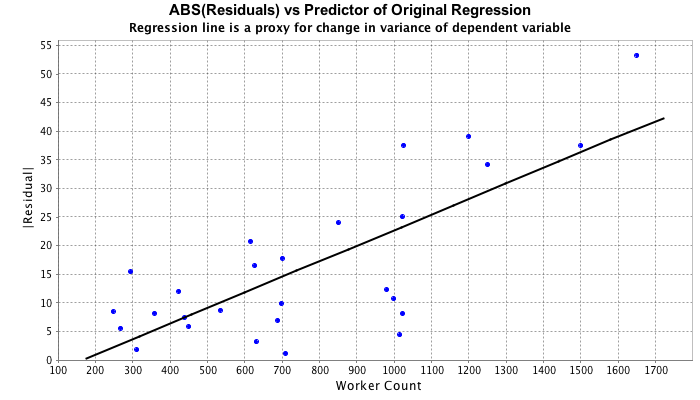 ABS(Residuals) vs Predictor of Original Regression
Regression line is a proxy for change in variance of dependent variable
55
50
45
40
35
30
25
20
15
10
5
0
|Residual|
100 200 300 400 500 600 700 800 900 1000 1100 1200 1300 1400 1500 1600 1700
Worker Count